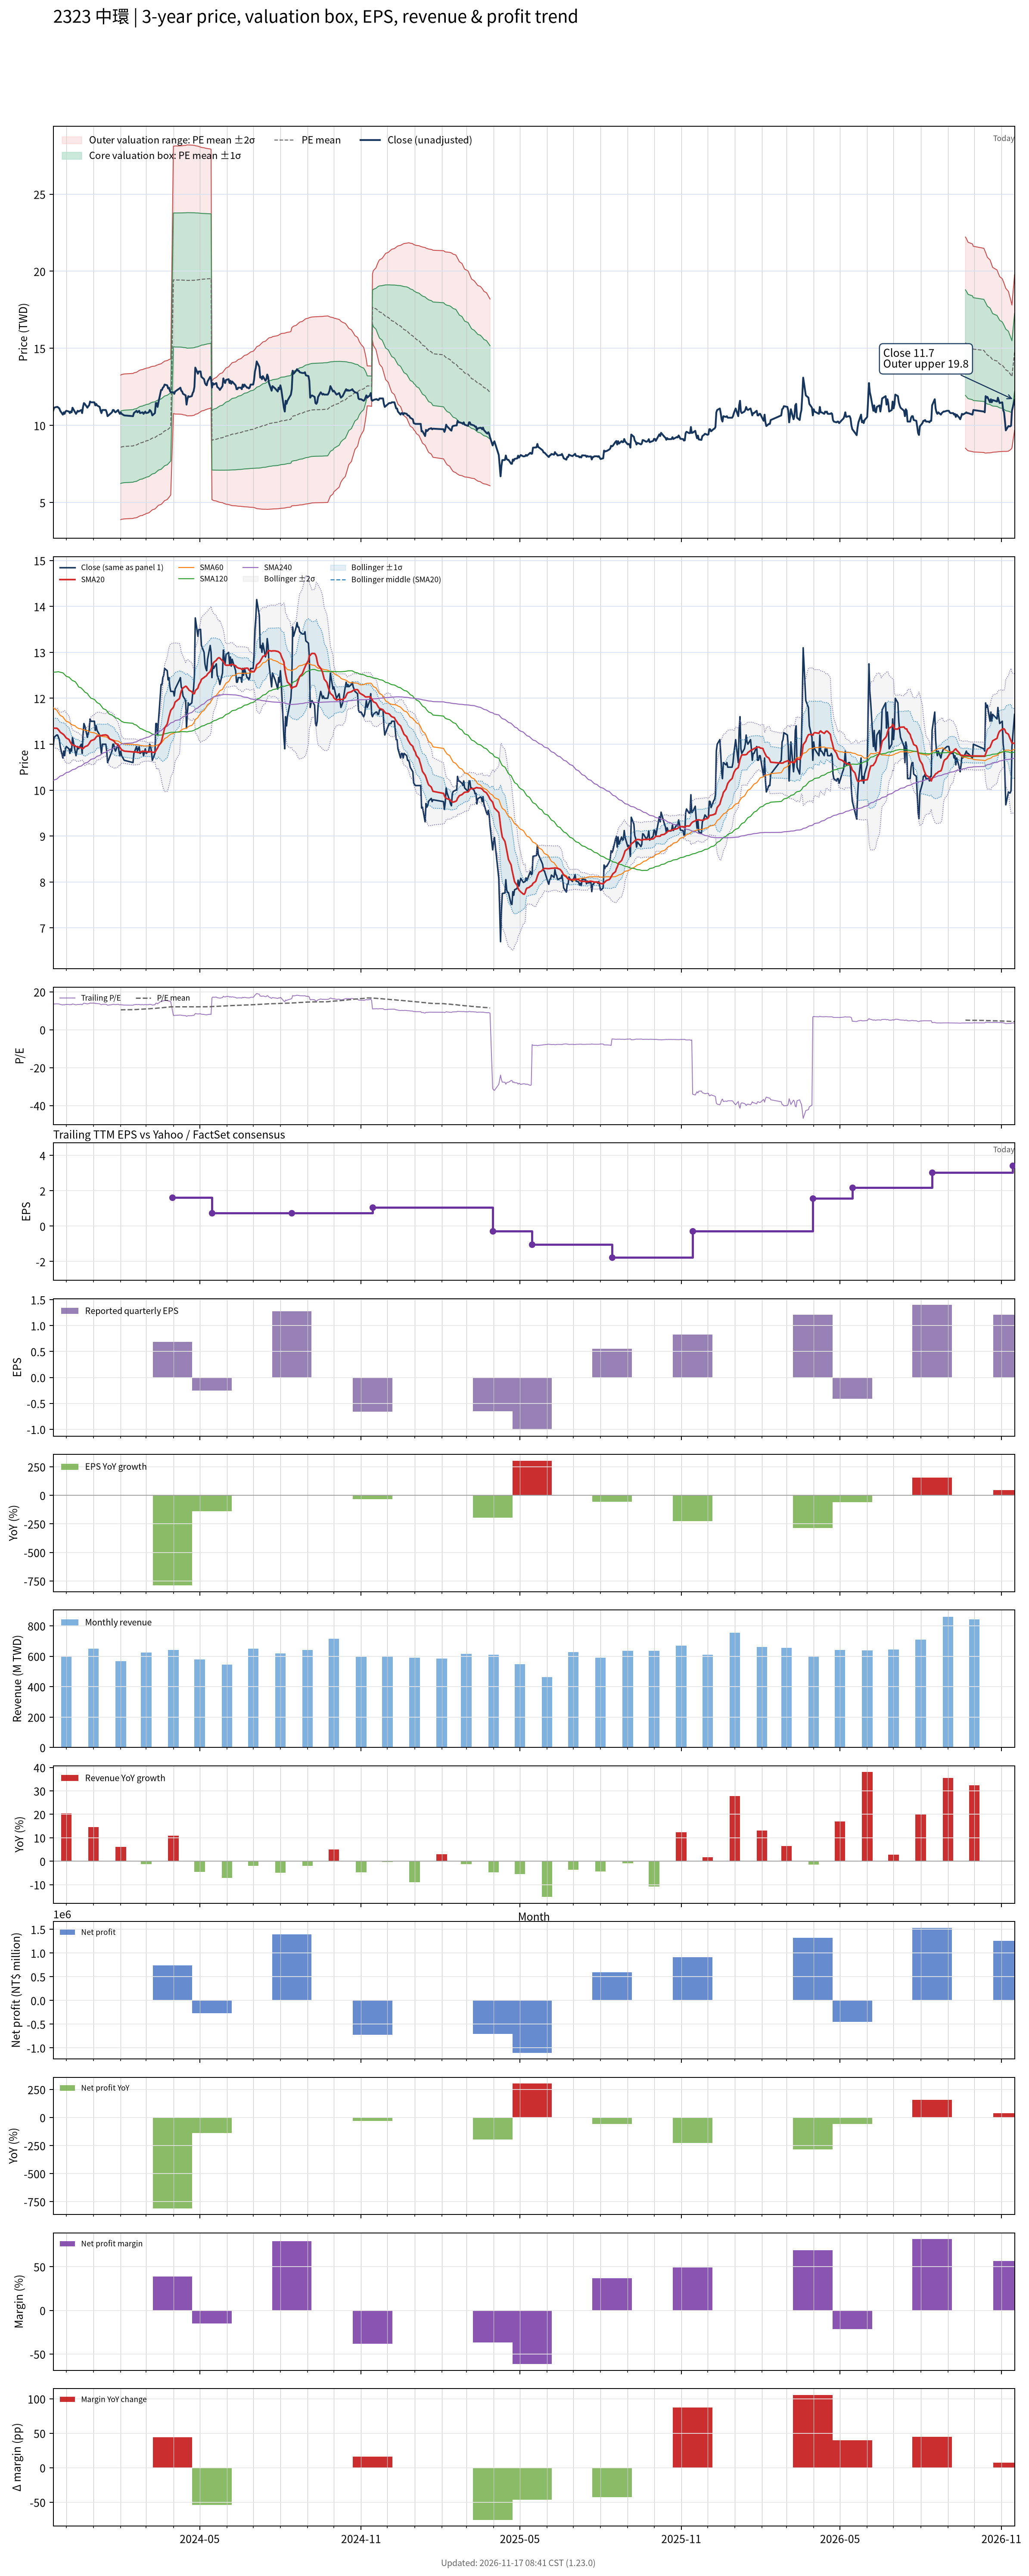 2323 中環 | 3-year price, valuation box, EPS, revenue & profit trend
Outer valuation range: PE mean ±2σ
PE mean
Close (unadjusted)
Core valuation box: PE mean ±1σ
Today
Price (TWD)
25
20
15
10
5
Close 11.7
Outer upper 19.8
Close (same as panel 1)
SMA20
SMA60
SMA120
SMA240
Bollinger ±2σ
Bollinger ±1σ
Bollinger middle (SMA20)
Price
15
14
13
12
11
10
9
8
7
Trailing P/E
P/E mean
P/E
20
0
-20
-40
Trailing TTM EPS vs Yahoo / FactSet consensus
Today
EPS
4
2
0
-2
Reported quarterly EPS
EPS
1.5
1.0
0.5
0.0
-0.5
-1.0
EPS YoY growth
YoY (%)
250
0
-250
-500
-750
Monthly revenue
Revenue (M TWD)
800
600
400
200
0
Revenue YoY growth
YoY (%)
40
30
20
10
0
-10
Month
1e6
Net profit
Net profit (NT$ million)
1.5
1.0
0.5
0.0
-0.5
-1.0
Net profit YoY
YoY (%)
250
0
-250
-500
-750
Net profit margin
Margin (%)
50
0
-50
Margin YoY change
Δ margin (pp)
100
50
0
-50
2024-05
2024-11
2025-05
2025-11
2026-05
2026-11
Updated: 2026-11-17 08:41 CST (1.23.0)